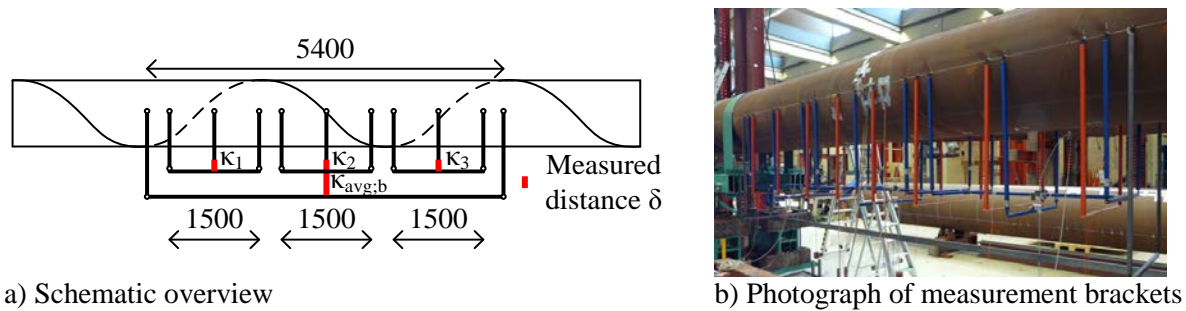 5400
κ1
κ2
κ3
κavg;b
Measured
distance δ
1500
1500
1500
a) Schematic overview
b) Photograph of measurement brackets